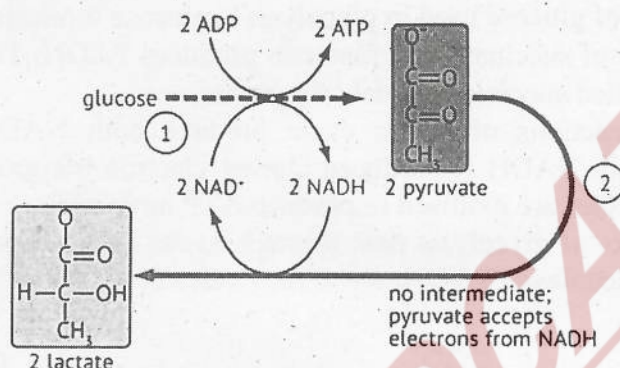 2 ADP 2 ATP
O⁻
C=O
C=O
CH₃
glucose
1
2 NAD⁺ 2 NADH 2 pyruvate
2
O
C=O
H–C–OH
CH₃
2 lactate
no intermediate;
pyruvate accepts
electrons from NADH